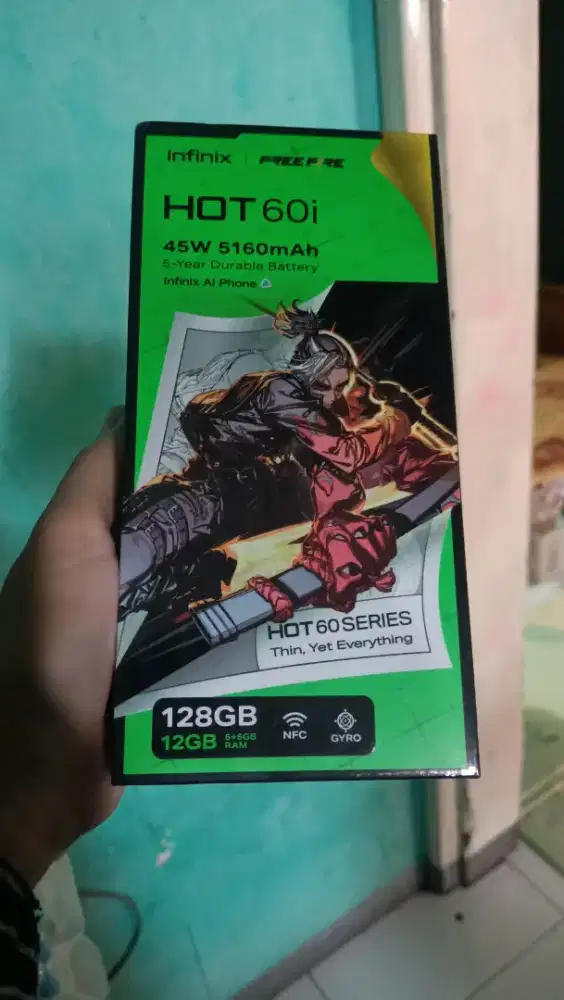 Infinix | FREE FIRE
HOT 60i
45W 5160mAh
5-Year Durable Battery
Infinix AI Phone
HOT 60 SERIES
Thin, Yet Everything
128GB
12GB 6+6GB RAM
NFC
GYRO